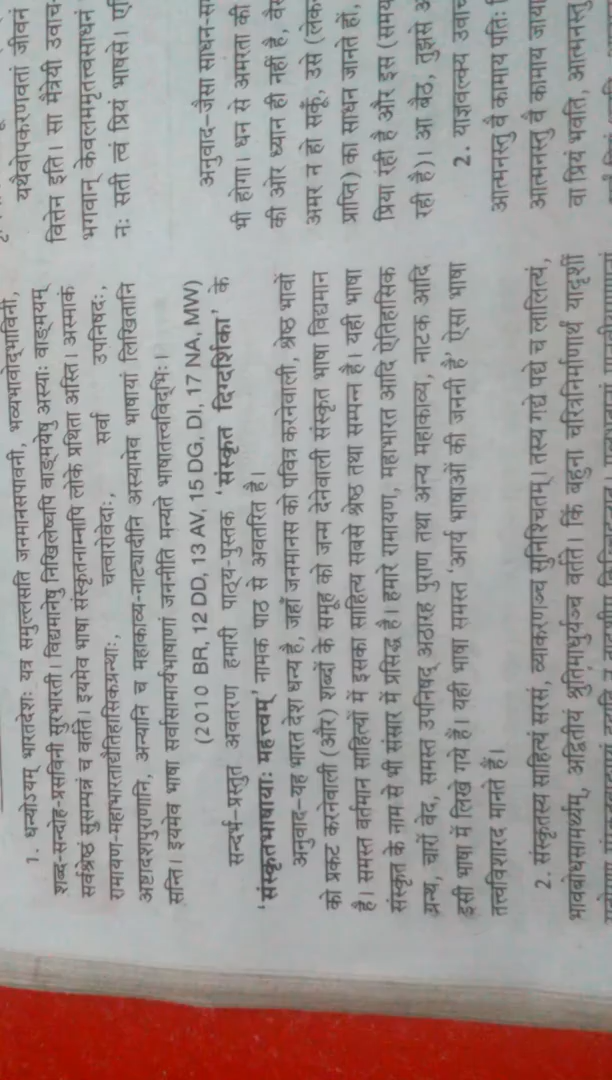 1. धन्योऽयम् भारतदेशः यत्र समुल्लसति जनमानसपावनी, भव्यभावोद्भाविनी,
शब्द-सन्दोह-प्रसविनी सुरभारती। विद्यमानेषु निखिलेष्वपि वाङ्मयेषु अस्याः वाङ्मयम्
सर्वश्रेष्ठं सुसम्पन्नं च वर्तते। इयमेव भाषा संस्कृतनाम्नापि लोके प्रथिता अस्ति। अस्माकं
रामायण-महाभारताद्यैतिहासिकग्रन्थाः, चत्वारोवेदाः, सर्वा उपनिषदः,
अष्टादशपुराणानि, अन्यानि च महाकाव्य-नाट्यादीनि अस्यामेव भाषायां लिखितानि
सन्ति। इयमेव भाषा सर्वासामार्यभाषाणां जननीति मन्यते भाषातत्त्वविद्भिः।
(2010 BR, 12 DD, 13 AV, 15 DG, DI, 17 NA, MW)
सन्दर्भ-प्रस्तुत अवतरण हमारी पाठ्य-पुस्तक 'संस्कृत दिग्दर्शिका' के
'संस्कृतभाषायाः महत्त्वम्' नामक पाठ से अवतरित है।
अनुवाद-यह भारत देश धन्य है, जहाँ जनमानस को पवित्र करनेवाली, श्रेष्ठ भावों
को प्रकट करनेवाली (और) शब्दों के समूह को जन्म देनेवाली संस्कृत भाषा विद्यमान
है। समस्त वर्तमान साहित्यों में इसका साहित्य सबसे श्रेष्ठ तथा सम्पन्न है। यही भाषा
संस्कृत के नाम से भी संसार में प्रसिद्ध है। हमारे रामायण, महाभारत आदि ऐतिहासिक
ग्रन्थ, चारों वेद, समस्त उपनिषद् अठारह पुराण तथा अन्य महाकाव्य, नाटक आदि
इसी भाषा में लिखे गये हैं। यही भाषा समस्त 'आर्य भाषाओं की जननी है' ऐसा भाषा
तत्त्वविशारद मानते हैं।
2. संस्कृतस्य साहित्यं सरसं, व्याकरणञ्च सुनिश्चितम्। तस्य गद्ये पद्ये च लालित्यं,
भावबोधसामर्थ्यम्, अद्वितीयं श्रुतिमाधुर्यञ्च वर्तते। किं बहुना चरित्रनिर्माणार्थं यादृशीं
यथैवोपकरणवतां जीवनं
वित्तेन इति। सा मैत्रेयी उवाच-
भगवान् केवलममृतत्त्वसाधनं
नः सती त्वं प्रियं भाषसे।
अनुवाद-जैसा साधन-
भी होगा। धन से अमरता की
की ओर ध्यान ही नहीं है,
अमर न हो सकूँ, उसे
प्राप्ति) का साधन जानते हों,
प्रिया रही है और इस (समय
रही है)। आ बैठ, तुझसे
2. याज्ञवल्क्य उवाच
आत्मनस्तु वै कामाय पतिः
आत्मनस्तु वै कामाय जाया
वा प्रियं भवति, आत्मनस्तु